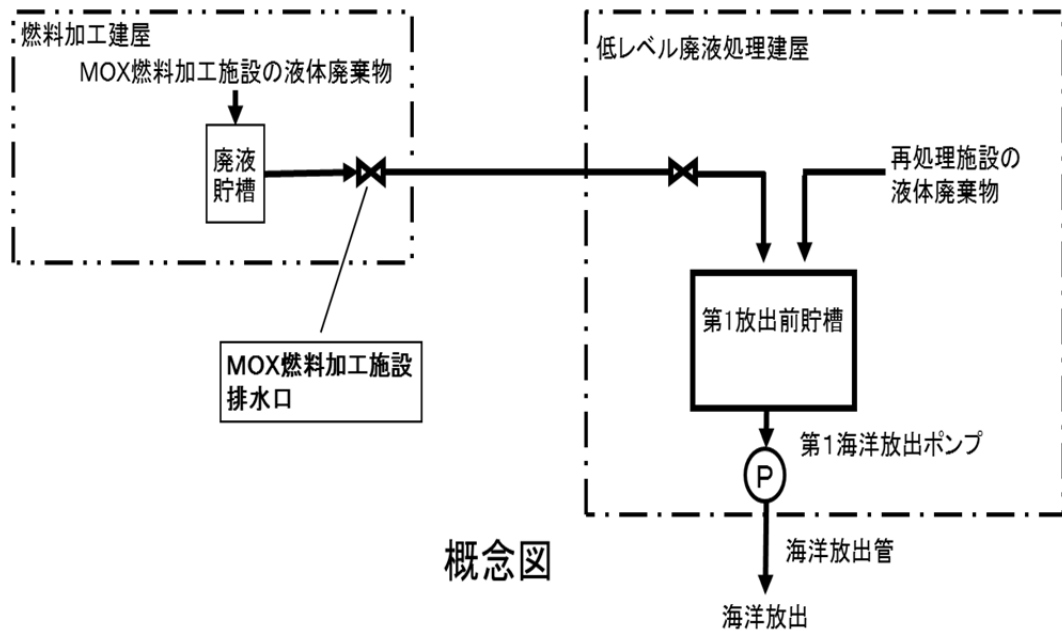 燃料加工建屋
MOX燃料加工施設の液体廃棄物
廃液
貯槽
MOX燃料加工施設
排水口
低レベル廃液処理建屋
再処理施設の
液体廃棄物
第1放出前貯槽
第1海洋放出ポンプ
P
海洋放出管
海洋放出
概念図